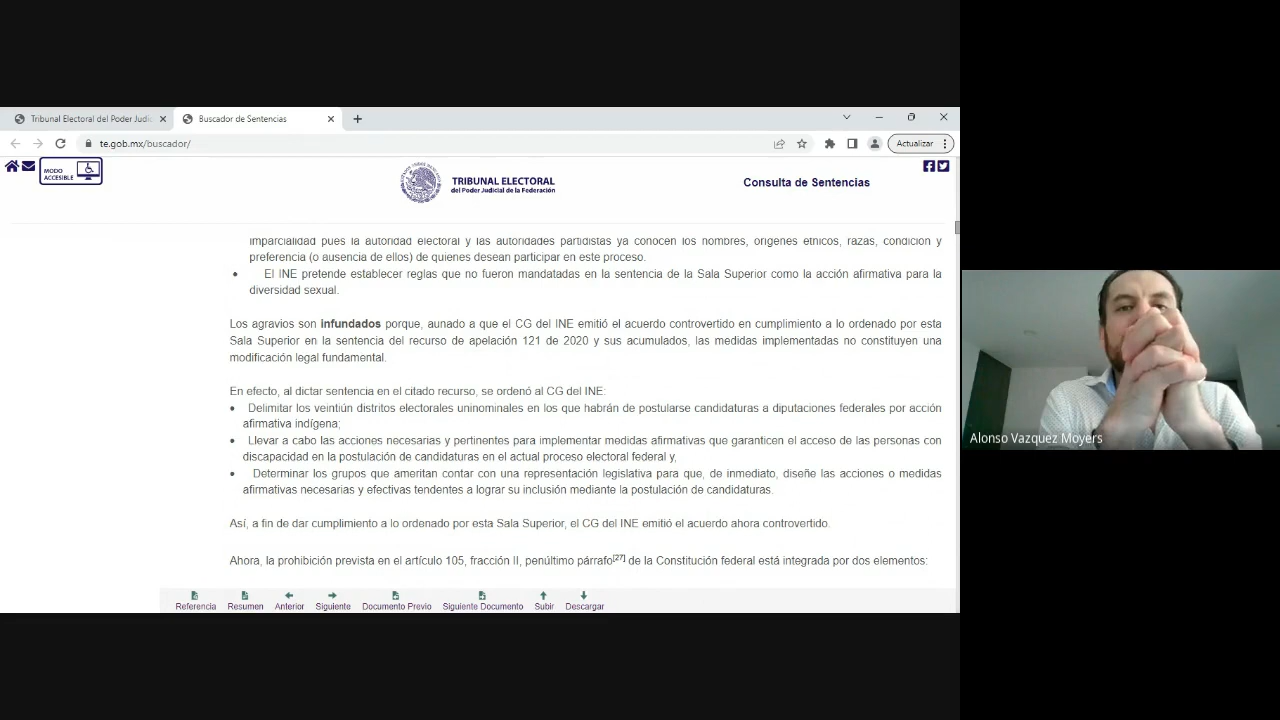 Tribunal Electoral del Poder Judic
Buscador de Sentencias
te.gob.mx/buscador/
Actualizar
MODO
ACCESIBLE
TRIBUNAL ELECTORAL
del Poder Judicial de la Federación
Consulta de Sentencias
imparcialidad pues la autoridad electoral y las autoridades partidistas ya conocen los nombres, orígenes étnicos, razas, condición y
preferencia (o ausencia de ellos) de quienes desean participar en este proceso.
• El INE pretende establecer reglas que no fueron mandatadas en la sentencia de la Sala Superior como la acción afirmativa para la
diversidad sexual.
Los agravios son infundados porque, aunado a que el CG del INE emitió el acuerdo controvertido en cumplimiento a lo ordenado por esta
Sala Superior en la sentencia del recurso de apelación 121 de 2020 y sus acumulados, las medidas implementadas no constituyen una
modificación legal fundamental.
En efecto, al dictar sentencia en el citado recurso, se ordenó al CG del INE:
• Delimitar los veintiún distritos electorales uninominales en los que habrán de postularse candidaturas a diputaciones federales por acción
afirmativa indígena;
• Llevar a cabo las acciones necesarias y pertinentes para implementar medidas afirmativas que garanticen el acceso de las personas con
discapacidad en la postulación de candidaturas en el actual proceso electoral federal y,
• Determinar los grupos que ameritan contar con una representación legislativa para que, de inmediato, diseñe las acciones o medidas
afirmativas necesarias y efectivas tendentes a lograr su inclusión mediante la postulación de candidaturas.
Así, a fin de dar cumplimiento a lo ordenado por esta Sala Superior, el CG del INE emitió el acuerdo ahora controvertido.
Ahora, la prohibición prevista en el artículo 105, fracción II, penúltimo párrafo[27] de la Constitución federal está integrada por dos elementos:
Referencia Resumen Anterior Siguiente Documento Previo Siguiente Documento Subir Descargar
Alonso Vazquez Moyers